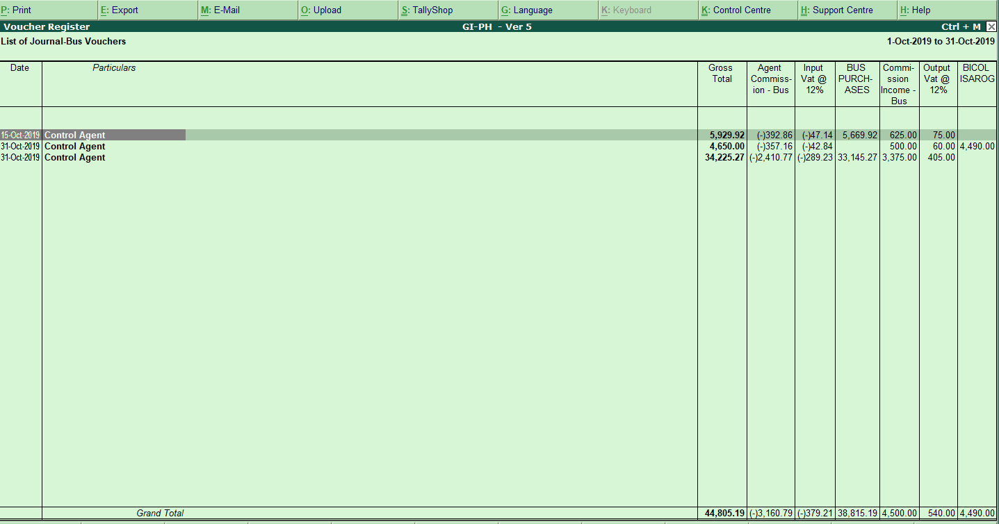 P: Print E: Export M: E-Mail O: Upload S: TallyShop G: Language K: Keyboard K: Control Centre H: Support Centre H: Help
Voucher Register GI-PH - Ver 5 Ctrl + M
List of Journal-Bus Vouchers 1-Oct-2019 to 31-Oct-2019
Date Particulars Gross Agent Input BUS Commi- Output BICOL
Total Commiss- Vat @ PURCH- ssion Vat @ ISAROG
ion - Bus 12% ASES Income - 12%
Bus
15-Oct-2019 Control Agent 5,929.92 (-)392.86 (-)47.14 5,669.92 625.00 75.00
31-Oct-2019 Control Agent 4,650.00 (-)357.16 (-)42.84 500.00 60.00 4,490.00
31-Oct-2019 Control Agent 34,225.27 (-)2,410.77 (-)289.23 33,145.27 3,375.00 405.00
Grand Total 44,805.19 (-)3,160.79 (-)379.21 38,815.19 4,500.00 540.00 4,490.00